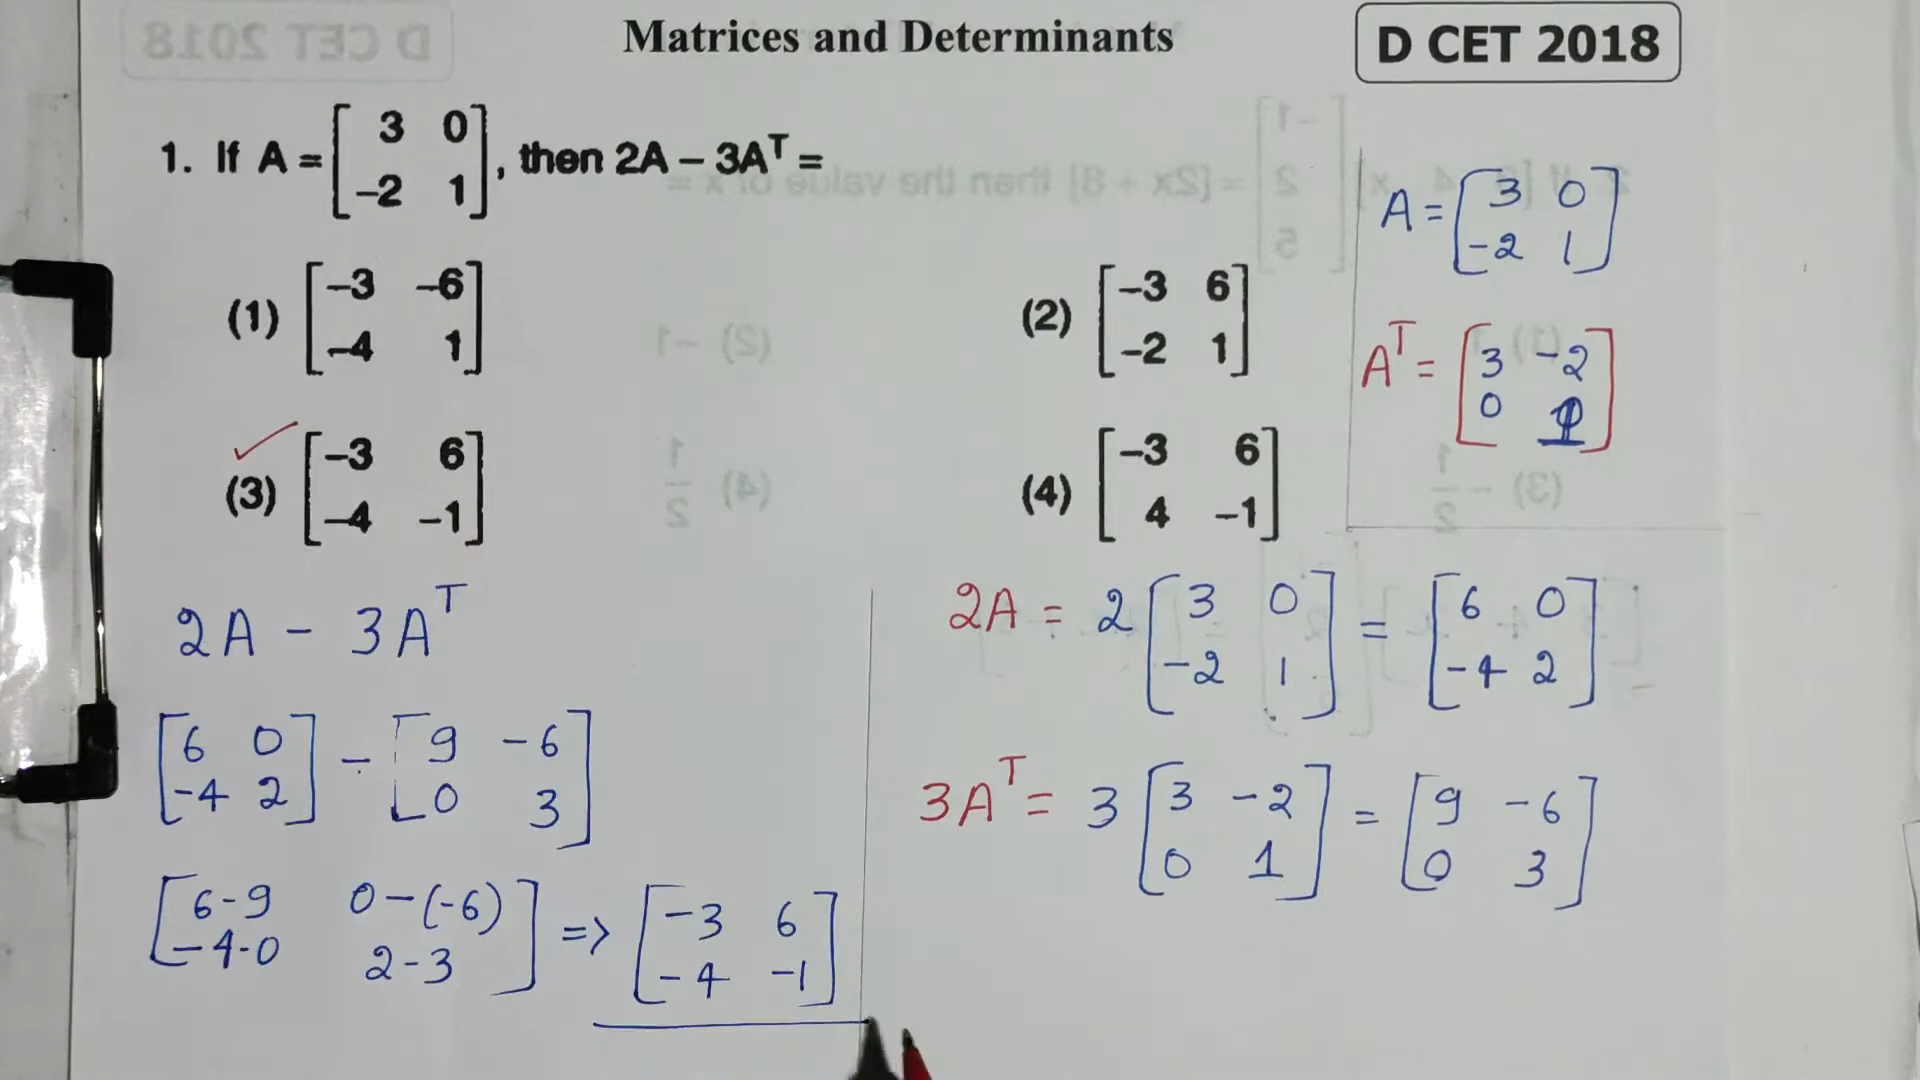 Matrices and Determinants
D CET 2018
1. If A = [3 0; -2 1], then 2A – 3Aᵀ =
(1) [-3 -6; -4 1]
(2) [-3 6; -2 1]
(3) [-3 6; -4 -1]
(4) [-3 6; 4 -1]
A = [3 0; -2 1]
Aᵀ = [3 -2; 0 1]
2A - 3Aᵀ
[6 0; -4 2] - [9 -6; 0 3]
[6-9 0-(-6); -4-0 2-3] => [-3 6; -4 -1]
2A = 2 [3 0; -2 1] = [6 0; -4 2]
3Aᵀ = 3 [3 -2; 0 1] = [9 -6; 0 3]